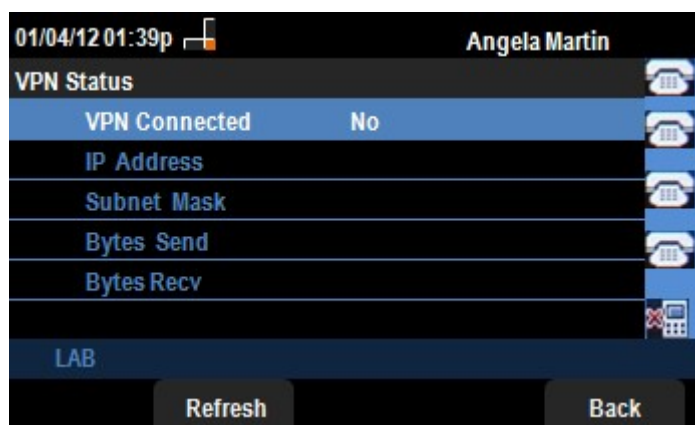 01/04/12 01:39p Angela Martin
VPN Status
VPN Connected No
IP Address
Subnet Mask
Bytes Send
Bytes Recv
LAB
Refresh Back